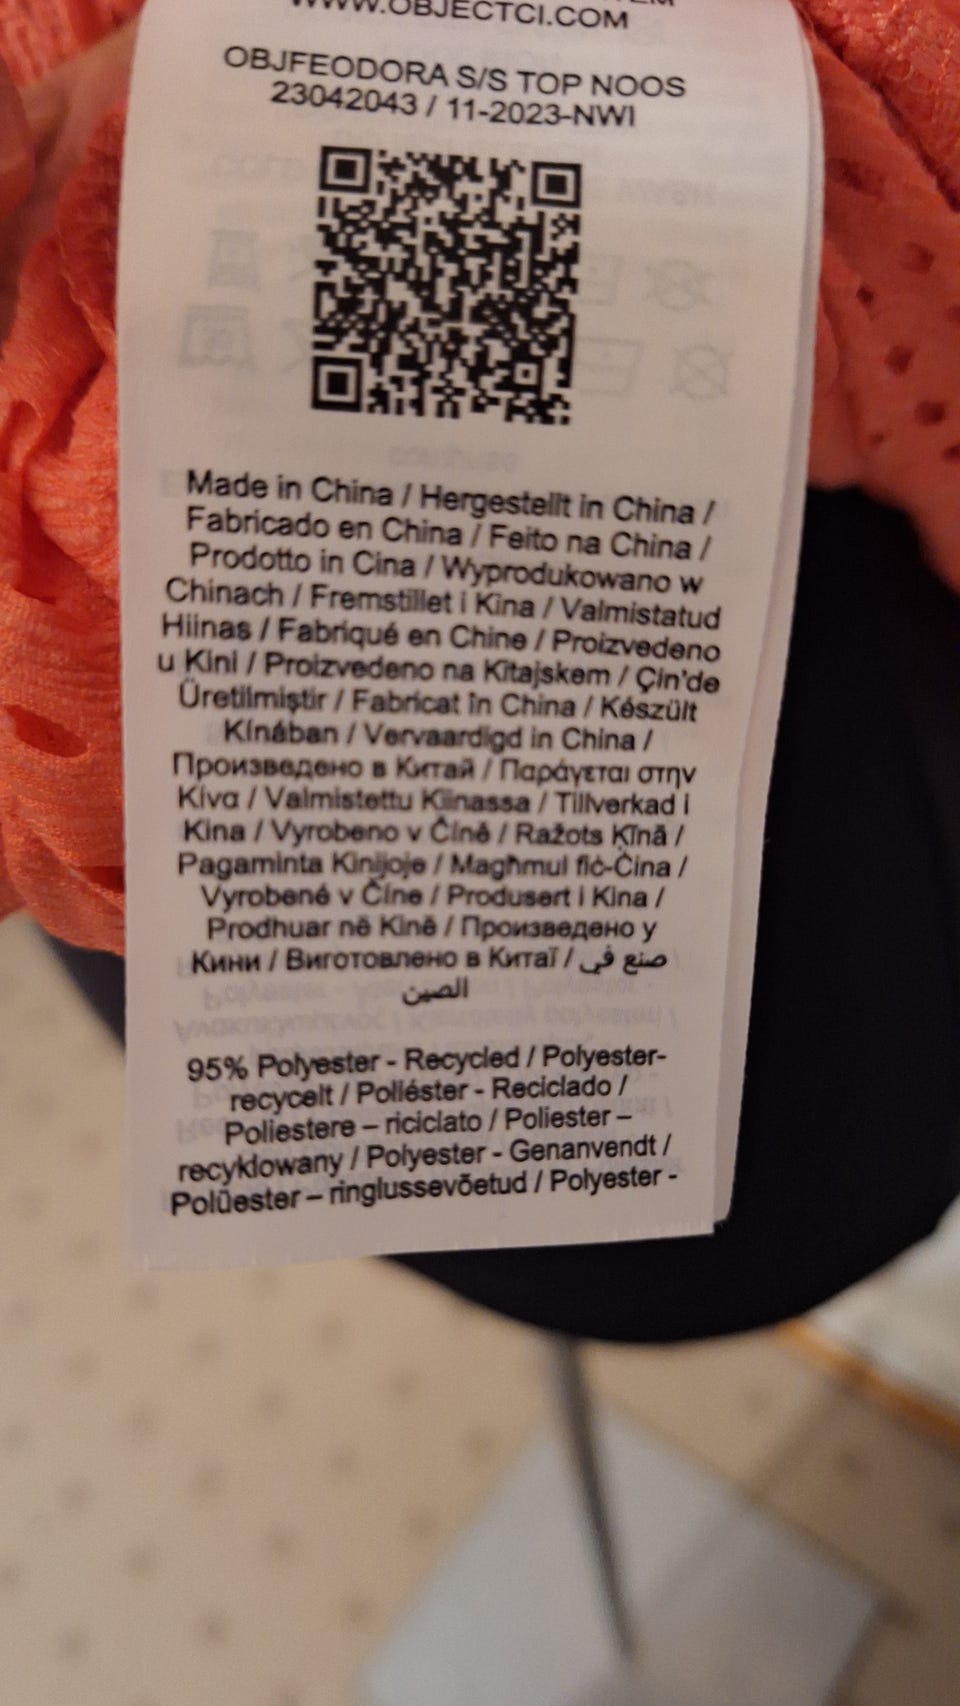 WWW.OBJECTCI.COM
OBJFEODORA S/S TOP NOOS
23042043 / 11-2023-NWI
Made in China / Hergestellt in China /
Fabricado en China / Feito na China /
Prodotto in Cina / Wyprodukowano w
Chinach / Fremstillet i Kina / Valmistatud
Hiinas / Fabriqué en Chine / Proizvedeno
u Kini / Proizvedeno na Kitajskem / Çin'de
Üretilmiştir / Fabricat în China / Készült
Kínában / Vervaardigd in China /
Произведено в Китай / Παράγεται στην
Κίνα / Valmistettu Kiinassa / Tillverkad i
Kina / Vyrobeno v Číně / Ražots Ķīnā /
Pagaminta Kinijoje / Magħmul fiċ-Ċina /
Vyrobené v Číne / Produsert i Kina /
Prodhuar në Kinë / Произведено у
Кини / Виготовлено в Китаї / صنع في
الصين
95% Polyester - Recycled / Polyester-
recycelt / Poliéster - Reciclado /
Poliestere – riciclato / Poliester –
recyklowany / Polyester - Genanvendt /
Polüester – ringlussevõetud / Polyester -